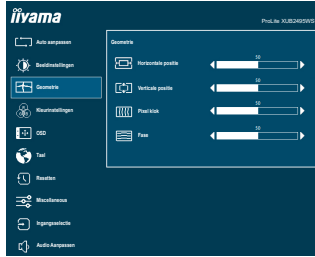 iiyama
ProLite XUB2495WS
Auto aanpassen
Beeldinstellingen
Geometrie
Kleurinstellingen
OSD
Taal
Resetten
Miscellaneous
Ingangsselectie
Audio Aanpassen
Geometrie
Horizontale positie
50
Verticale positie
50
Pixel klok
50
Fase
50